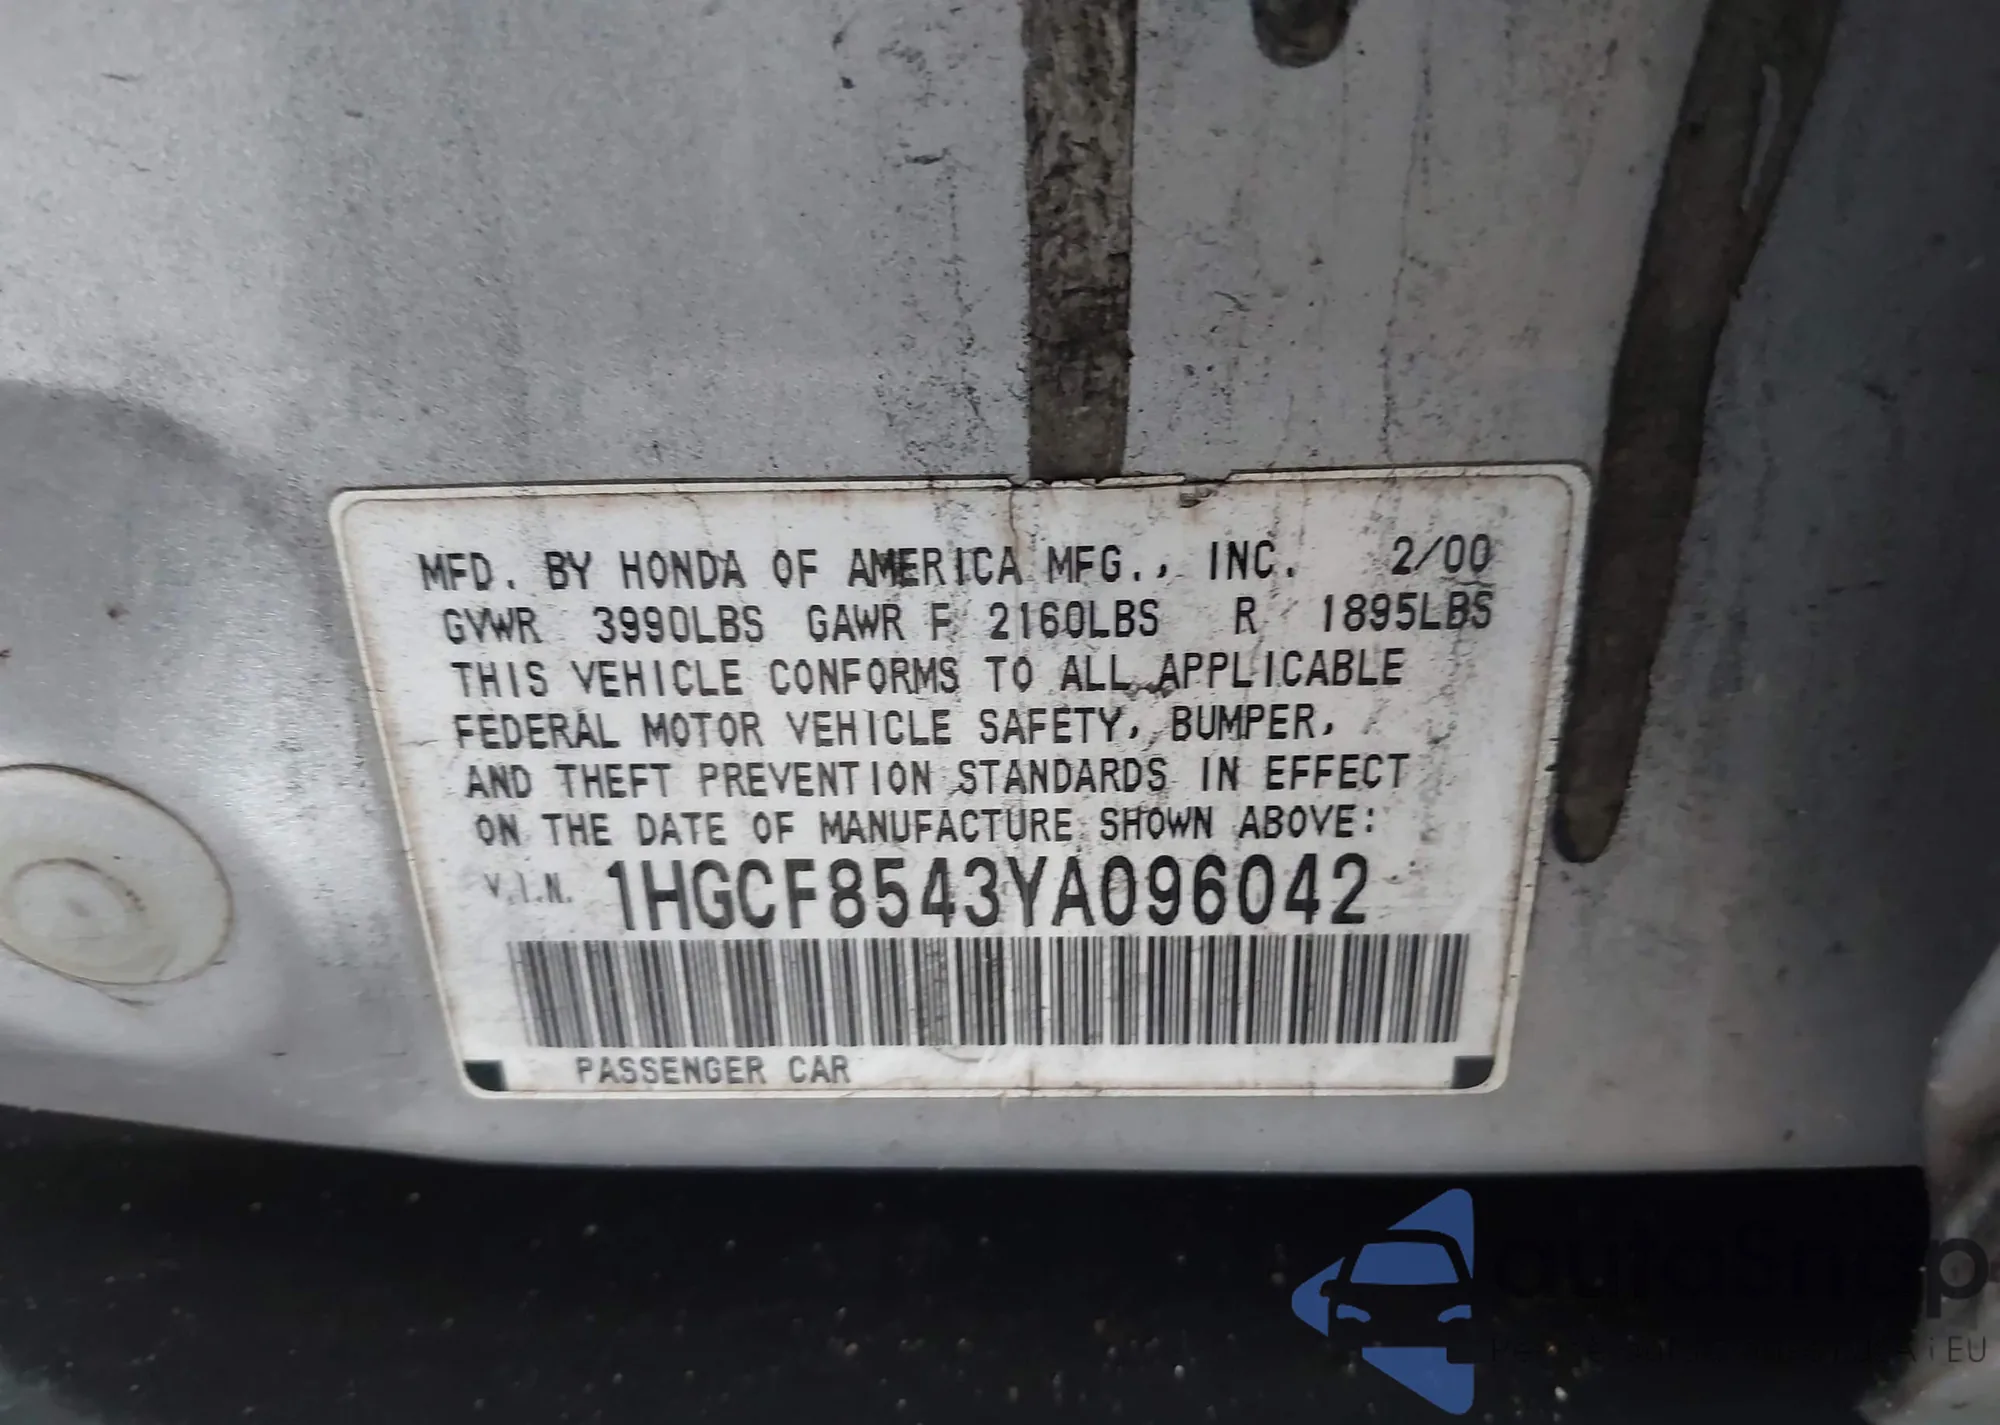 MFD. BY HONDA OF AMERICA MFG., INC. 2/00
GVWR 3990LBS GAWR F 2160LBS R 1895LBS
THIS VEHICLE CONFORMS TO ALL APPLICABLE
FEDERAL MOTOR VEHICLE SAFETY, BUMPER,
AND THEFT PREVENTION STANDARDS IN EFFECT
ON THE DATE OF MANUFACTURE SHOWN ABOVE:
V.I.N. 1HGCF8543YA096042
PASSENGER CAR
EU